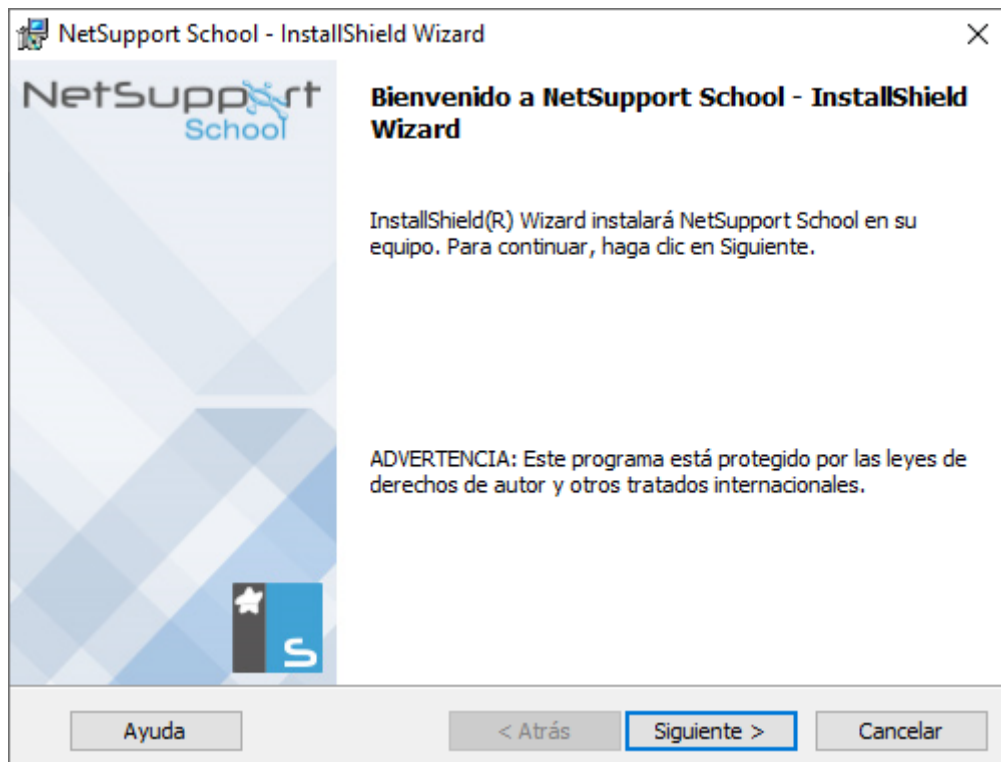 NetSupport School - InstallShield Wizard
NetSupport
School
Bienvenido a NetSupport School - InstallShield
Wizard
InstallShield(R) Wizard instalará NetSupport School en su
equipo. Para continuar, haga clic en Siguiente.
ADVERTENCIA: Este programa está protegido por las leyes de
derechos de autor y otros tratados internacionales.
S
Ayuda
< Atrás
Siguiente >
Cancelar